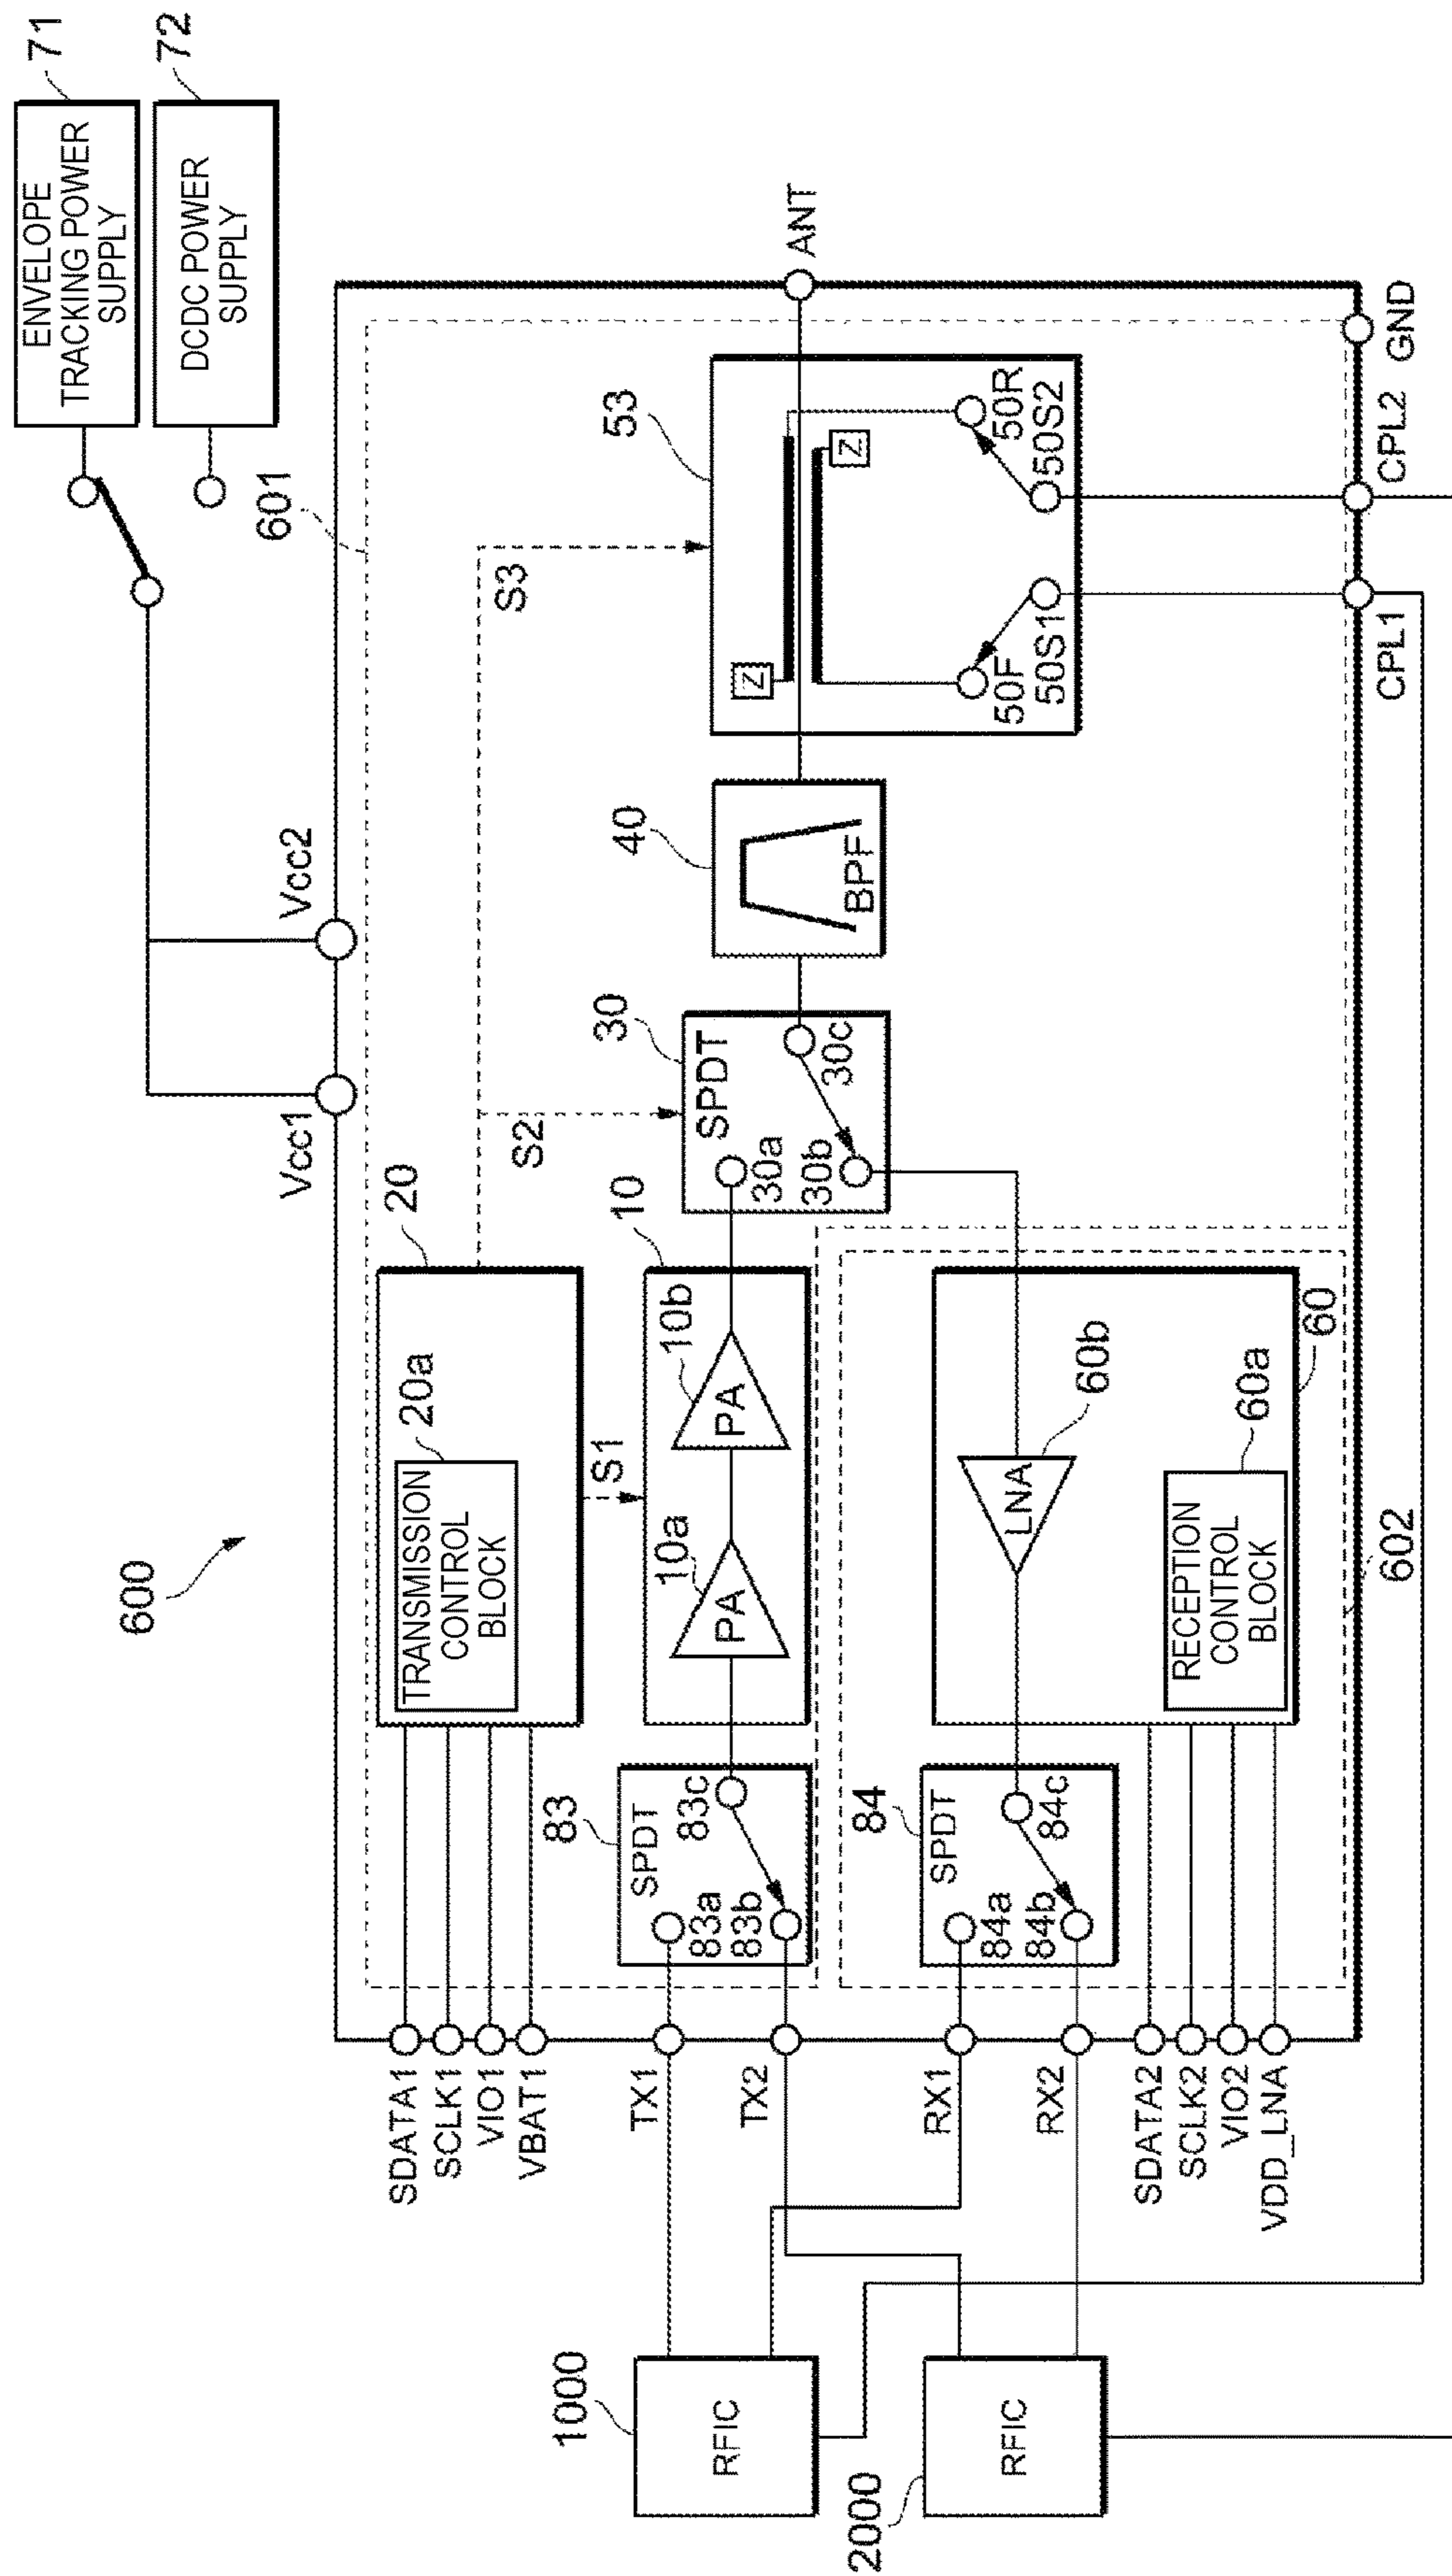 600
ENVELOPE
TRACKING POWER
SUPPLY
71
DCDC POWER
SUPPLY
72
Vcc1
Vcc2
601
SDATA1
SCLK1
VIO1
VBAT1
TRANSMISSION
CONTROL
BLOCK
20a
20
S1
S2
S3
1000
RFIC
TX1
TX2
83
SPDT
83a
83b
83c
10
10a
PA
10b
PA
30
SPDT
30a
30b
30c
40
BPF
53
Z
Z
50F
50S1
50R
50S2
ANT
2000
RFIC
RX1
RX2
84
SPDT
84a
84b
84c
LNA
60b
RECEPTION
CONTROL
BLOCK
60a
60
602
SDATA2
SCLK2
VIO2
VDD_LNA
CPL1
CPL2
GND